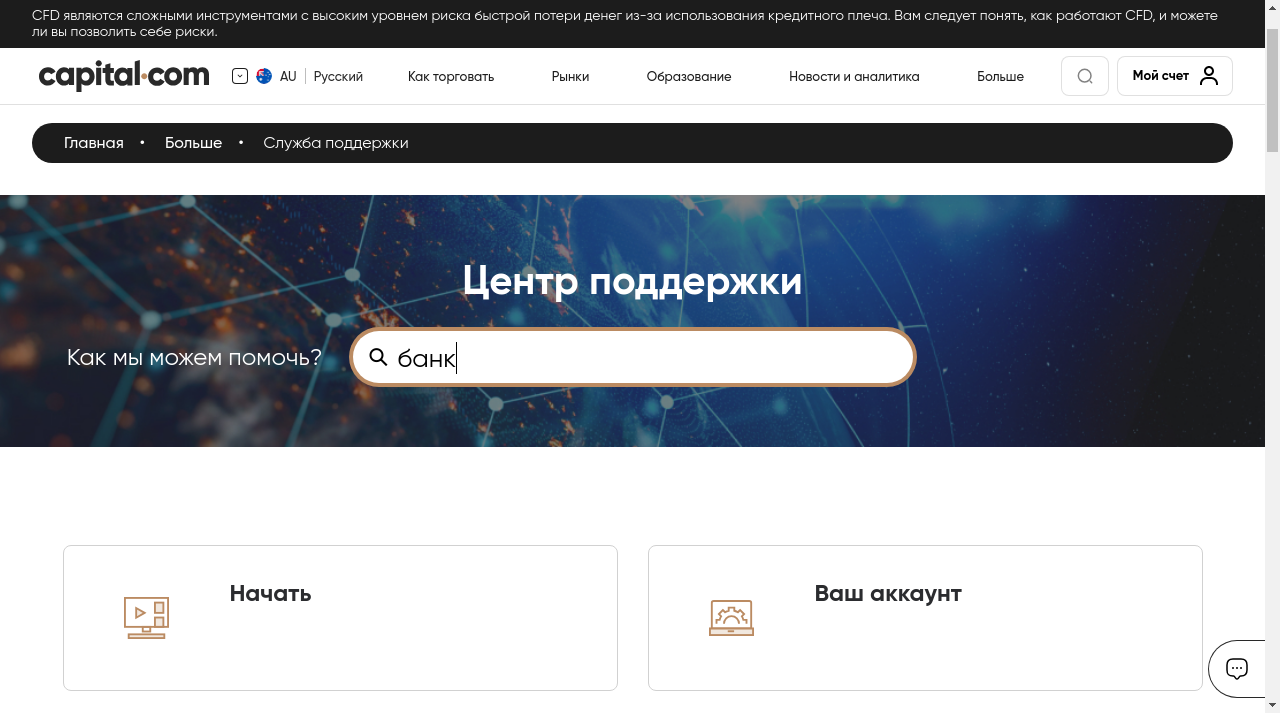 CFD являются сложными инструментами с высоким уровнем риска быстрой потери денег из-за использования кредитного плеча. Вам следует понять, как работают CFD, и можете
ли вы позволить себе риски.
capital.com AU Русский Как торговать Рынки Образование Новости и аналитика Больше Мой счет
Главная • Больше • Служба поддержки
Центр поддержки
Как мы можем помочь? банк
Начать Ваш аккаунт